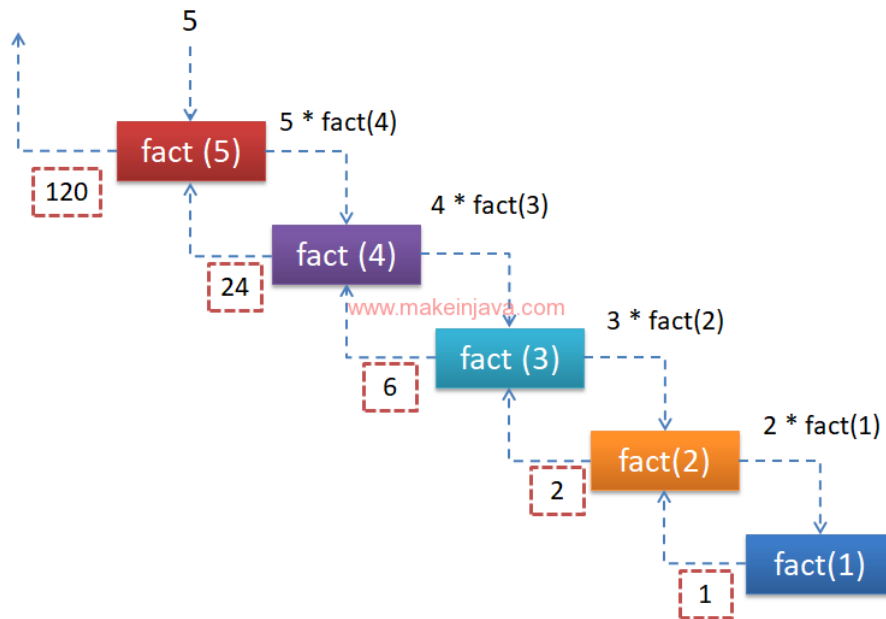 5
5 * fact(4)
fact (5)
120
4 * fact(3)
fact (4)
24
www.makeinjava.com
3 * fact(2)
fact (3)
6
2 * fact(1)
fact(2)
2
fact(1)
1